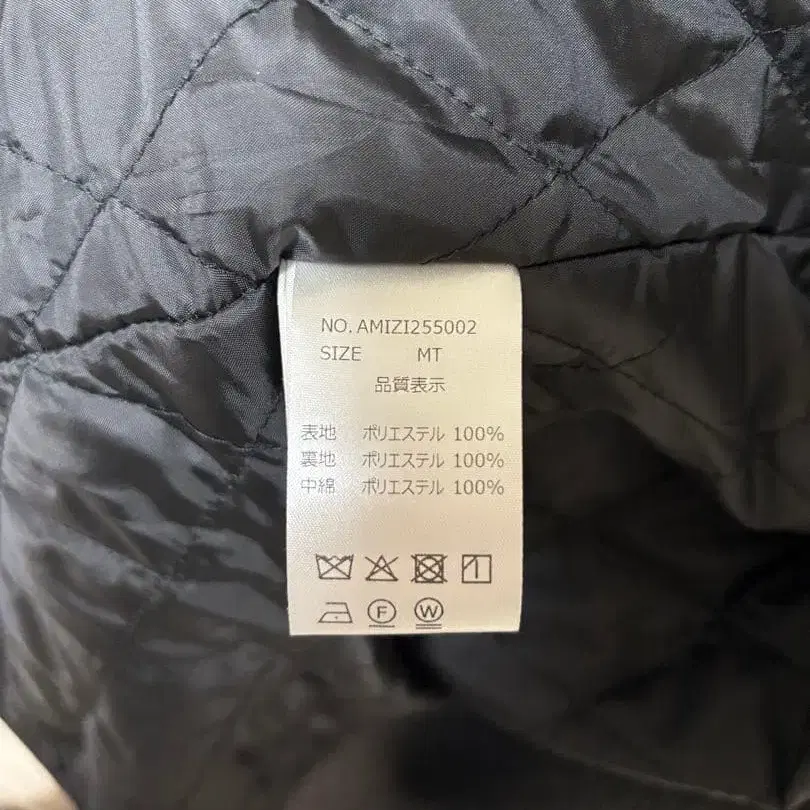 NO. AMIZI255002
SIZE MT
品質表示
表地 ポリエステル 100%
裏地 ポリエステル 100%
中綿 ポリエステル 100%
F W